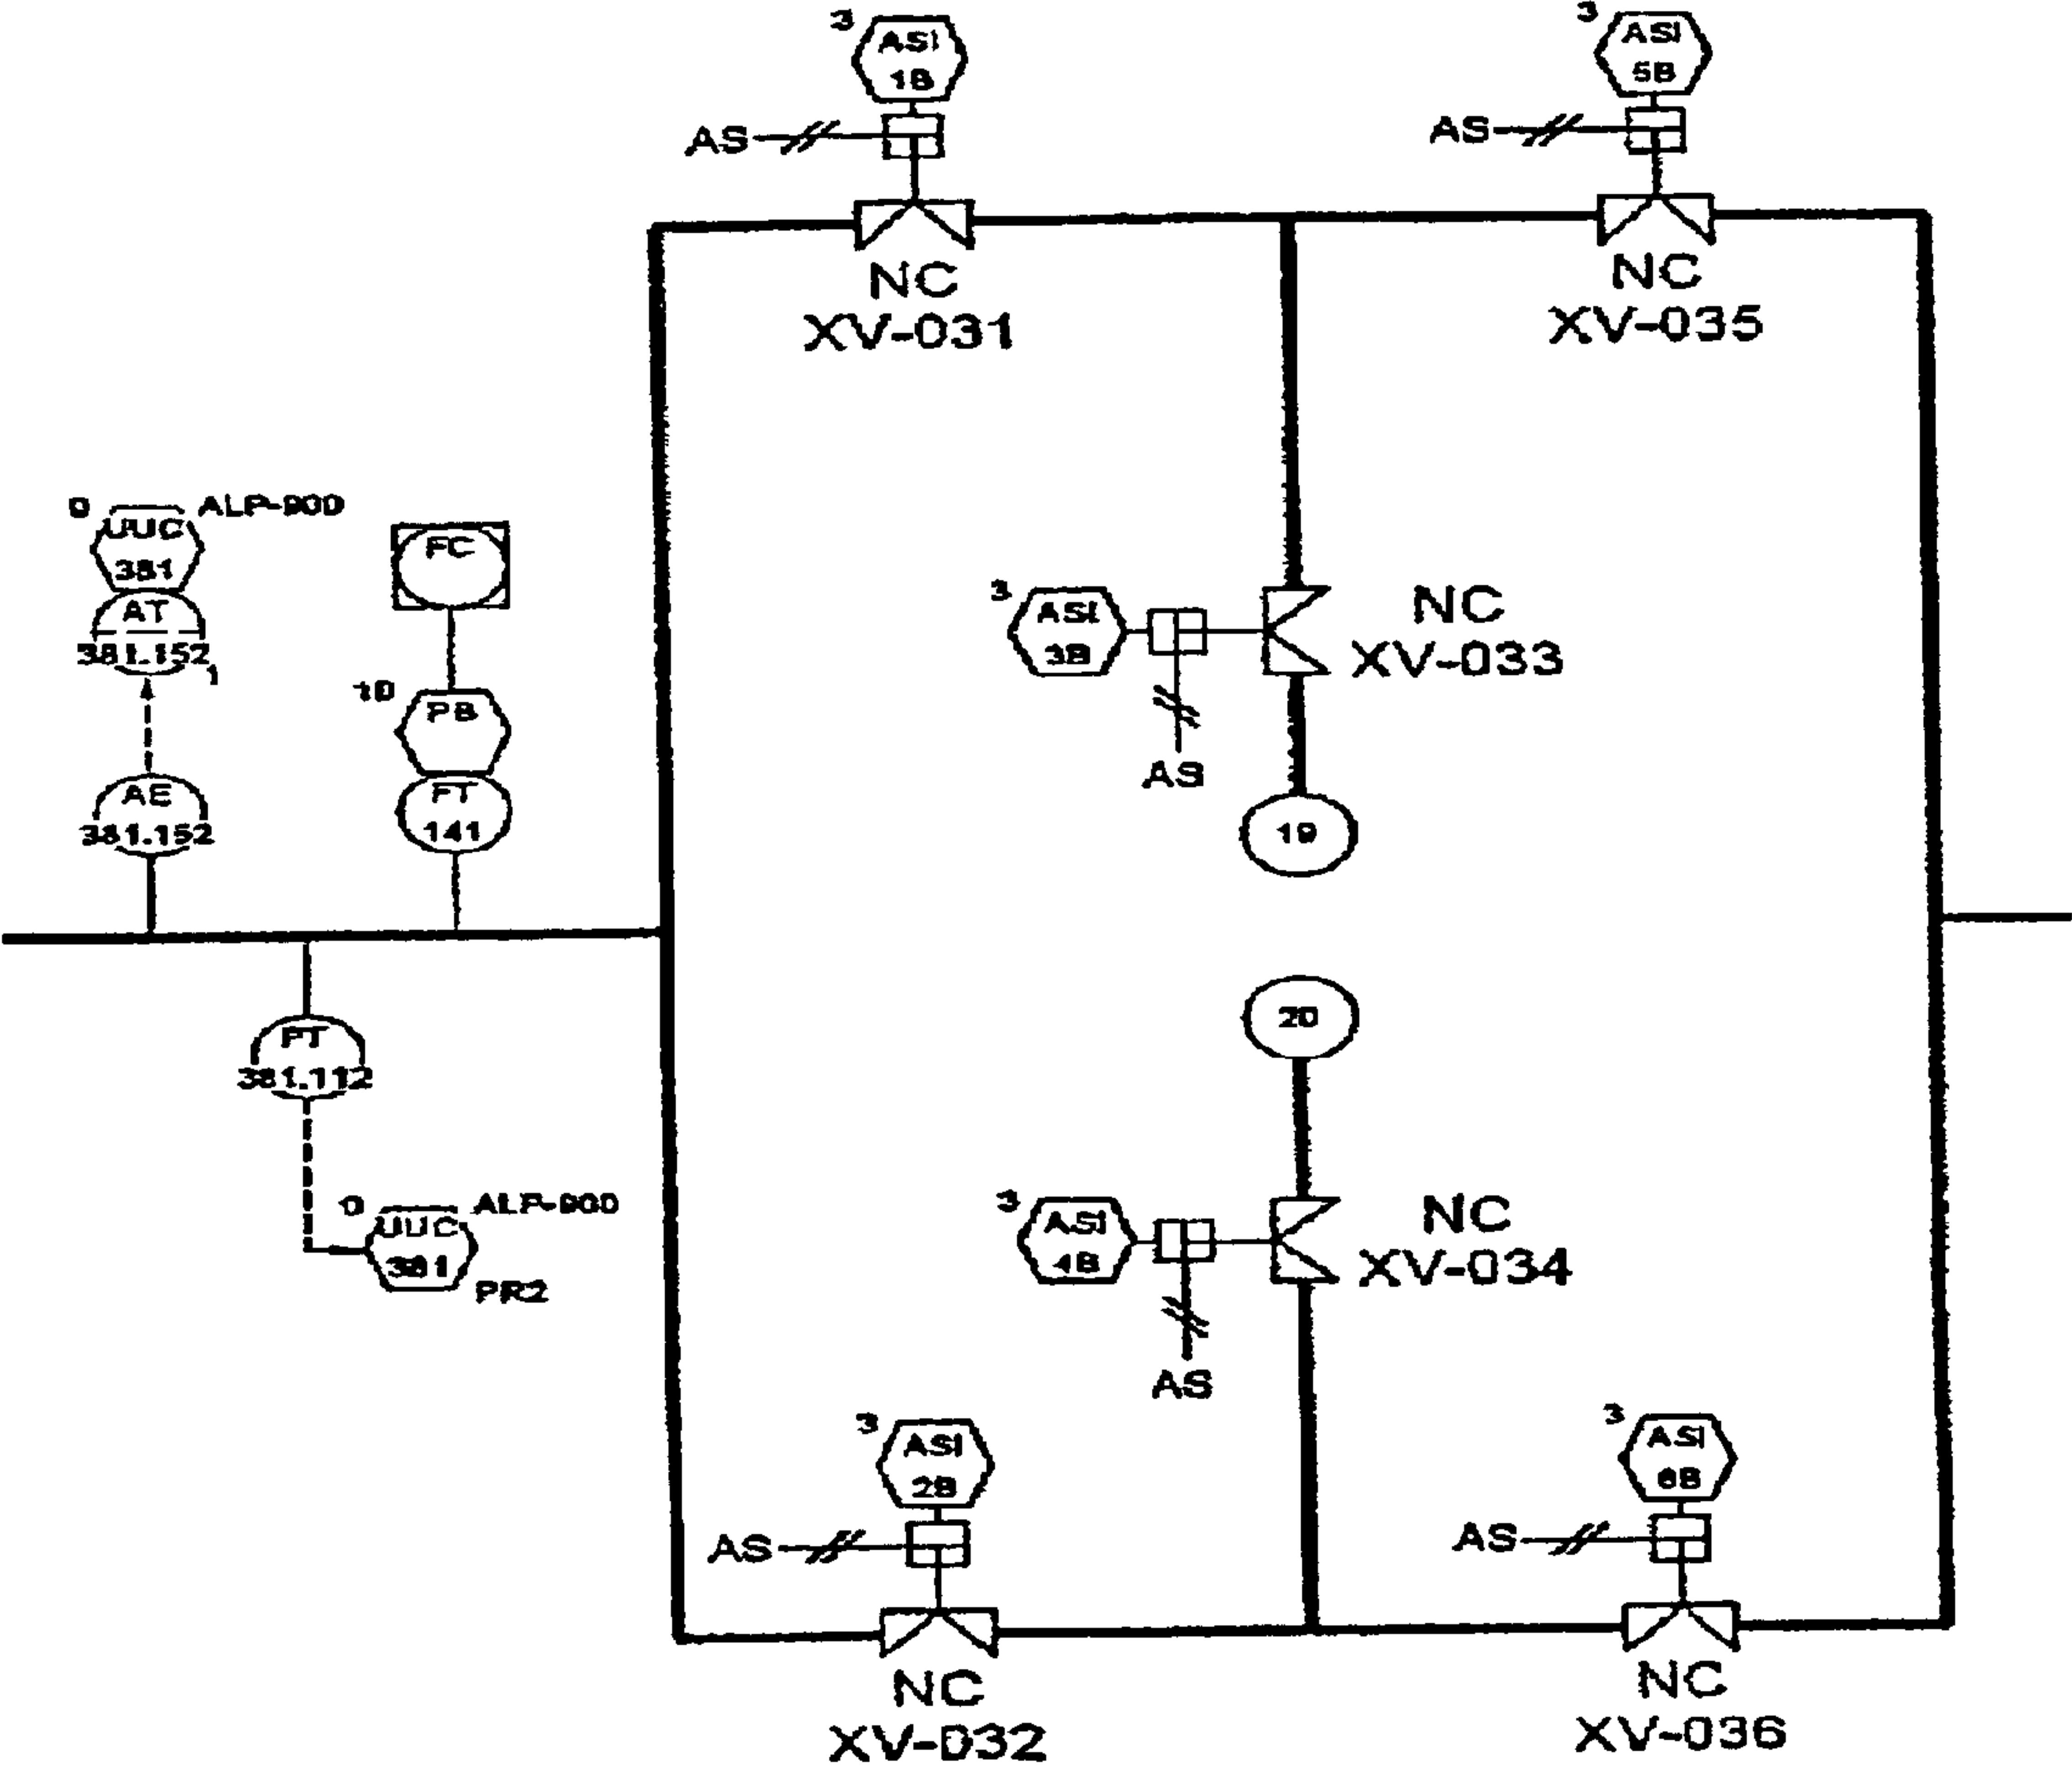 3
ASI
1B
AS
NC
XV-031
3
ASI
5B
AS
NC
XV-035
0
UUC
381
ALP-900
AT
381.152
1
AE
381.152
FC
10
PB
FT
141
3
ASI
3B
AS
NC
XV-033
19
20
PT
381.112
0
UUC
381
ALP-900
PR2
3
ASI
4B
AS
NC
XV-034
3
ASI
2B
AS
NC
XV-032
3
ASI
6B
AS
NC
XV-036